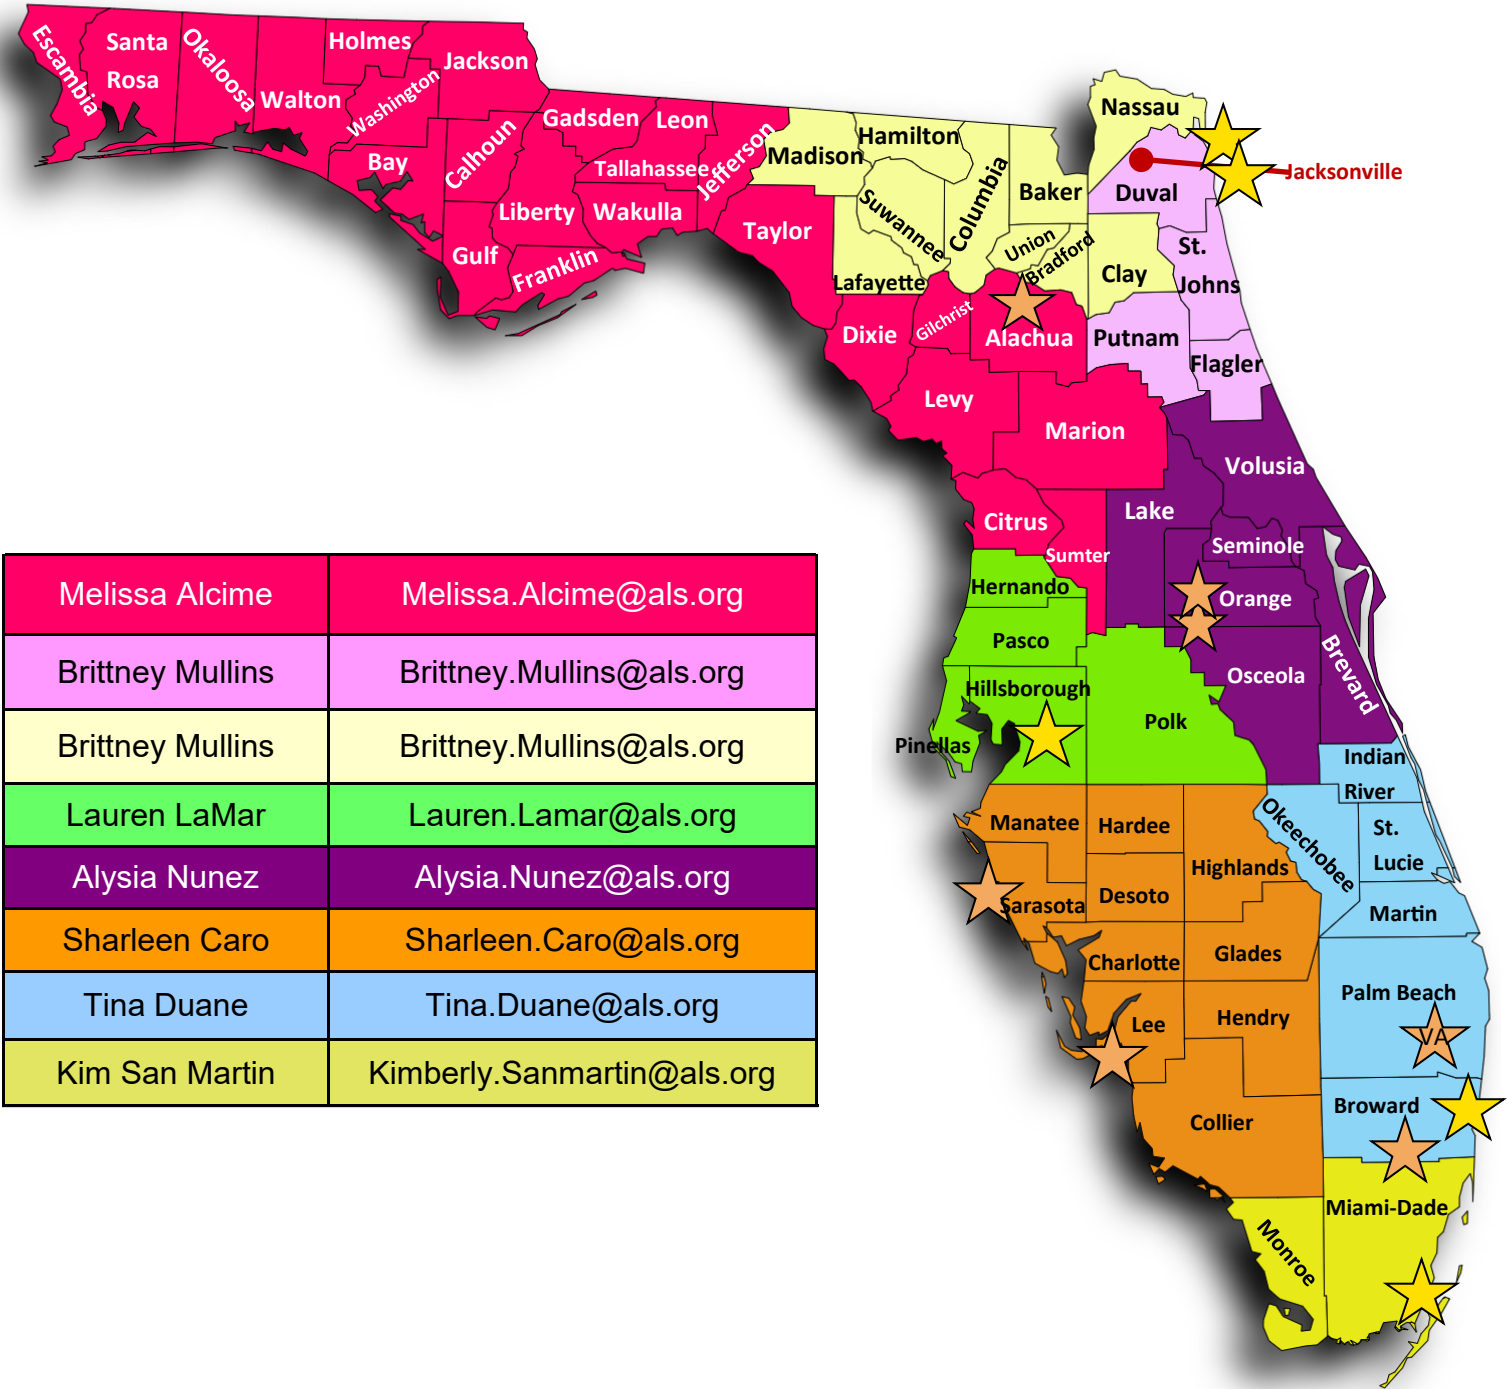 Escambia
Santa
Rosa
Okaloosa
Walton
Holmes
Washington
Jackson
Bay
Calhoun
Gulf
Gadsden
Liberty
Franklin
Leon
Tallahassee
Wakulla
Jefferson
Madison
Taylor
Hamilton
Suwannee
Lafayette
Columbia
Baker
Union
Bradford
Nassau
Duval
Jacksonville
Clay
St.
Johns
Dixie
Gilchrist
Alachua
Putnam
Flagler
Levy
Marion
Volusia
Citrus
Sumter
Lake
Seminole
Orange
Hernando
Pasco
Hillsborough
Pinellas
Polk
Osceola
Brevard
Indian
River
Manatee
Hardee
Highlands
Okeechobee
St.
Lucie
Sarasota
Desoto
Martin
Charlotte
Glades
Palm Beach
VA
Lee
Hendry
Broward
Collier
Miami-Dade
Monroe
Melissa Alcime Melissa.Alcime@als.org
Brittney Mullins Brittney.Mullins@als.org
Brittney Mullins Brittney.Mullins@als.org
Lauren LaMar Lauren.Lamar@als.org
Alysia Nunez Alysia.Nunez@als.org
Sharleen Caro Sharleen.Caro@als.org
Tina Duane Tina.Duane@als.org
Kim San Martin Kimberly.Sanmartin@als.org